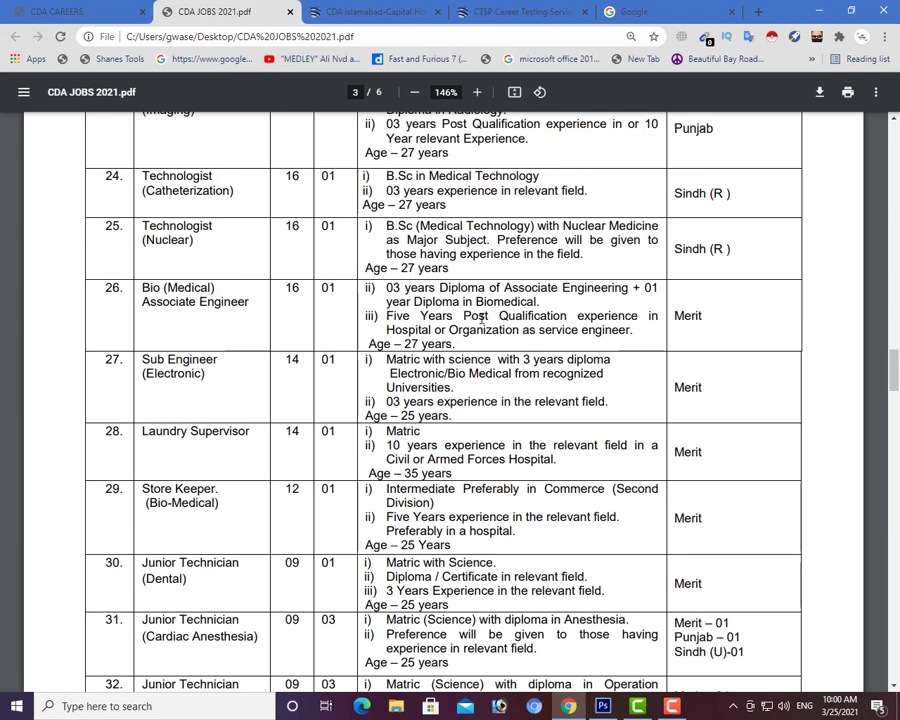 CDA CAREERS
CDA JOBS 2021.pdf
CDA Islamabad-Capital Ho
CTSP Career Testing Service
Google
File
C:/Users/gwase/Desktop/CDA%20JOBS%202021.pdf
Apps
Shanes Tools
https://www.google...
"MEDLEY" Ali Nvd a...
Fast and Furious 7 (...
microsoft office 201...
New Tab
Beautiful Bay Road...
»
Reading list
CDA JOBS 2021.pdf
3 / 6
146%
(Imaging)
Diploma in Radiology.
ii) 03 years Post Qualification experience in or 10
Year relevant Experience.
Age – 27 years
Punjab
24. Technologist (Catheterization) 16 01
i) B.Sc in Medical Technology
ii) 03 years experience in relevant field.
Age – 27 years
Sindh (R )
25. Technologist (Nuclear) 16 01
i) B.Sc (Medical Technology) with Nuclear Medicine
as Major Subject. Preference will be given to
those having experience in the field.
Age – 27 years
Sindh (R )
26. Bio (Medical) Associate Engineer 16 01
ii) 03 years Diploma of Associate Engineering + 01
year Diploma in Biomedical.
iii) Five Years Post Qualification experience in
Hospital or Organization as service engineer.
Age – 27 years.
Merit
27. Sub Engineer (Electronic) 14 01
i) Matric with science with 3 years diploma
Electronic/Bio Medical from recognized
Universities.
ii) 03 years experience in the relevant field.
Age – 25 years.
Merit
28. Laundry Supervisor 14 01
i) Matric
ii) 10 years experience in the relevant field in a
Civil or Armed Forces Hospital.
Age – 35 years
Merit
29. Store Keeper. (Bio-Medical) 12 01
i) Intermediate Preferably in Commerce (Second
Division)
ii) Five Years experience in the relevant field.
Preferably in a hospital.
Age – 25 Years
Merit
30. Junior Technician (Dental) 09 01
i) Matric with Science.
ii) Diploma / Certificate in relevant field.
iii) 3 Years Experience in the relevant field.
Age – 25 years
Merit
31. Junior Technician (Cardiac Anesthesia) 09 03
i) Matric (Science) with diploma in Anesthesia.
ii) Preference will be given to those having
experience in relevant field.
Age – 25 years
Merit – 01
Punjab – 01
Sindh (U)-01
32. Junior Technician 09 03
i) Matric (Science) with diploma in Operation
Type here to search
ENG
10:00 AM
3/25/2021
5